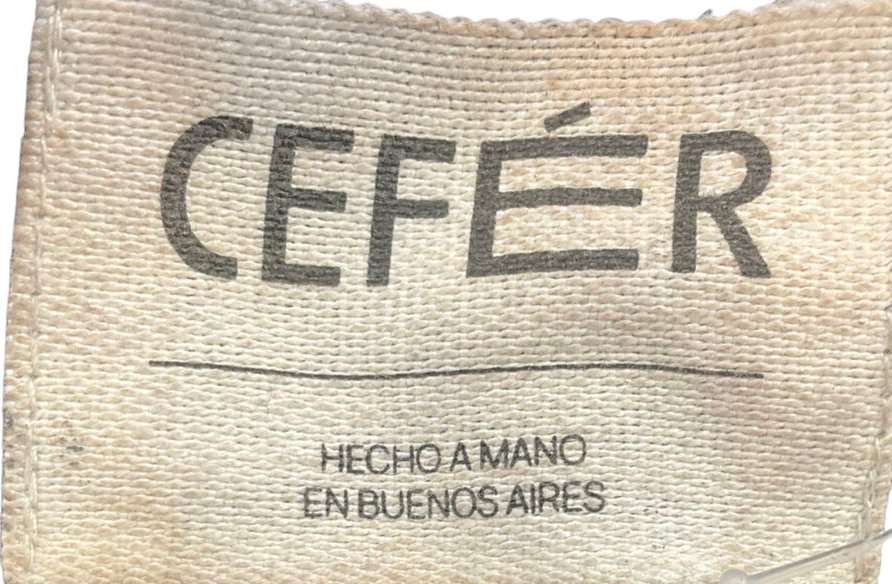 CEFÉR
HECHO A MANO
EN BUENOS AIRES